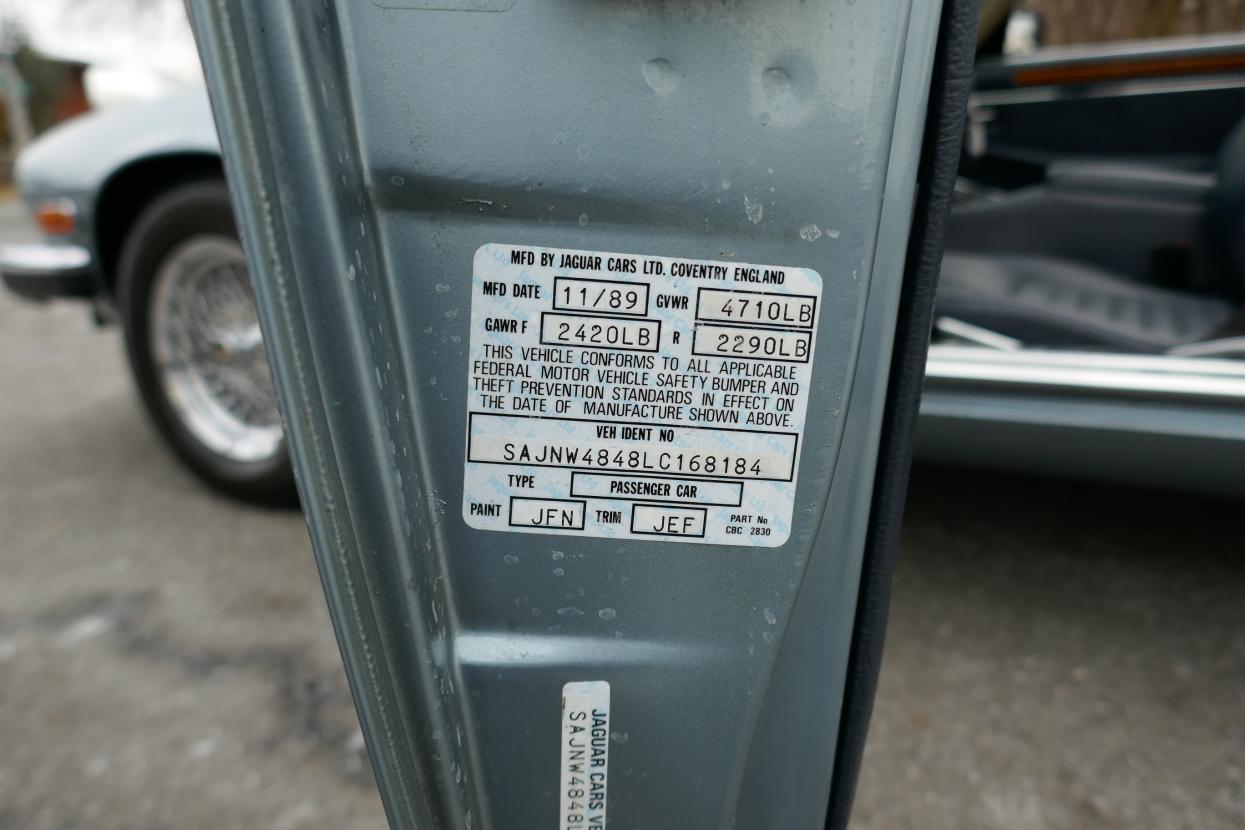 MFD BY JAGUAR CARS LTD. COVENTRY ENGLAND
MFD DATE 11/89 GVWR 4710LB
GAWR F 2420LB R 2290LB
THIS VEHICLE CONFORMS TO ALL APPLICABLE
FEDERAL MOTOR VEHICLE SAFETY BUMPER AND
THEFT PREVENTION STANDARDS IN EFFECT ON
THE DATE OF MANUFACTURE SHOWN ABOVE.
VEH IDENT NO
SAJNW4848LC168184
TYPE PASSENGER CAR
PAINT JFN TRIM JEF PART No
CBC 2830
JAGUAR CARS
SAJNW4848